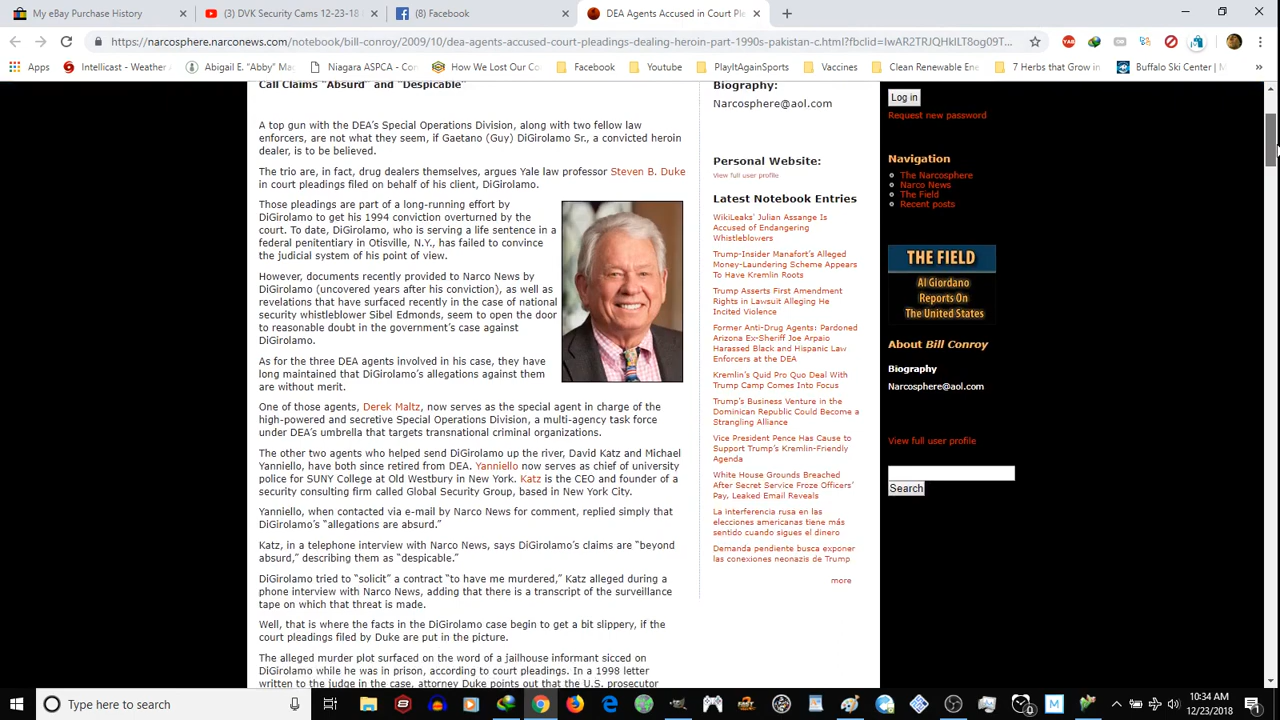 My eBay Purchase History
(3) DVK Security Cams 12-23-18
(8) Facebook
DEA Agents Accused in Court Ple
https://narcosphere.narconews.com/notebook/bill-conroy/2009/10/dea-agents-accused-court-pleadings-dealing-heroin-part-1990s-pakistan-c.html?fbclid=IwAR2TRJQHkILT8og09T...
Apps
Intellicast - Weather
Abigail E. "Abby" Ma
Niagara ASPCA - For
How We Lost Our Co
Facebook
Youtube
PlayItAgainSports
Vaccines
Clean Renewable Ene
7 Herbs that Grow in
Buffalo Ski Center | M
Call Claims "Absurd" and "Despicable"
A top gun with the DEA's Special Operations Division, along with two fellow law
enforcers, are not what they seem, if Gaetano (Guy) DiGirolamo Sr., a convicted heroin
dealer, is to be believed.
The trio are, in fact, drug dealers themselves, argues Yale law professor Steven B. Duke
in court pleadings filed on behalf of his client, DiGirolamo.
Those pleadings are part of a long-running effort by
DiGirolamo to get his 1994 conviction overturned by the
court. To date, DiGirolamo, who is serving a life sentence in a
federal penitentiary in Otisville, N.Y., has failed to convince
the judicial system of his point of view.
However, documents recently provided to Narco News by
DiGirolamo (uncovered years after his conviction), as well as
revelations that have surfaced recently in the case of national
security whistleblower Sibel Edmonds, seem to open the door
to reasonable doubt in the government's case against
DiGirolamo.
As for the three DEA agents involved in his case, they have
long maintained that DiGirolamo's allegations against them
are without merit.
One of those agents, Derek Maltz, now serves as the special agent in charge of the
high-powered and secretive Special Operations Division, a multi-agency task force
under DEA's umbrella that targets transnational criminal organizations.
The other two agents who helped send DiGirolamo up the river, David Katz and Michael
Yanniello, have both since retired from DEA. Yanniello now serves as chief of university
police for SUNY College at Old Westbury in New York. Katz is the CEO and founder of a
security consulting firm called Global Security Group, based in New York City.
Yanniello, when contacted via e-mail by Narco News for comment, replied simply that
DiGirolamo's "allegations are absurd."
Katz, in a telephone interview with Narco News, says DiGirolamo's claims are "beyond
absurd," describing them as "despicable."
DiGirolamo tried to "solicit" a contract "to have me murdered," Katz alleged during a
phone interview with Narco News, adding that there is a transcript of the surveillance
tape on which that threat is made.
Well, that is where the facts in the DiGirolamo case begin to get a bit slippery, if the
court pleadings filed by Duke are put in the picture.
The alleged murder plot surfaced on the word of a jailhouse informant sicced on
DiGirolamo while he was in prison, according to court pleadings. In a 1998 letter
written to the judge in the case, attorney Duke points out that the U.S. prosecutor
Biography:
Narcosphere@aol.com
Personal Website:
View full user profile
Latest Notebook Entries
WikiLeaks' Julian Assange Is
Accused of Endangering
Whistleblowers
Trump-Insider Manafort's Alleged
Money-Laundering Scheme Appears
To Have Kremlin Roots
Trump Asserts First Amendment
Rights in Lawsuit Alleging He
Incited Violence
Former Anti-Drug Agents: Pardoned
Arizona Ex-Sheriff Joe Arpaio
Harassed Black and Hispanic Law
Enforcers at the DEA
Kremlin's Quid Pro Quo Deal With
Trump Camp Comes Into Focus
Trump's Business Venture in the
Dominican Republic Could Become a
Strangling Alliance
Vice President Pence Has Cause to
Support Trump's Kremlin-Friendly
Agenda
White House Grounds Breached
After Secret Service Froze Officers'
Pay, Leaked Email Reveals
La interferencia rusa en las
elecciones americanas tiene más
sentido cuando sigues el dinero
Demanda pendiente busca exponer
las conexiones neonazis de Trump
more
Log in
Request new password
Navigation
The Narcosphere
Narco News
The Field
Recent posts
THE FIELD
Al Giordano
Reports On
The United States
About Bill Conroy
Biography
Narcosphere@aol.com
View full user profile
Search
Type here to search
10:34 AM
12/23/2018